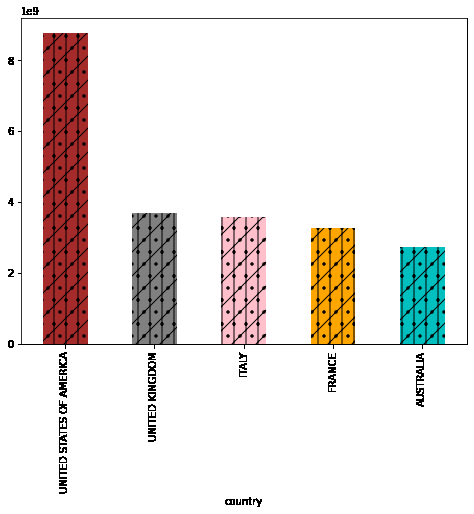 1e9
8
6
4
2
0
UNITED STATES OF AMERICA
UNITED KINGDOM
ITALY
FRANCE
AUSTRALIA
country